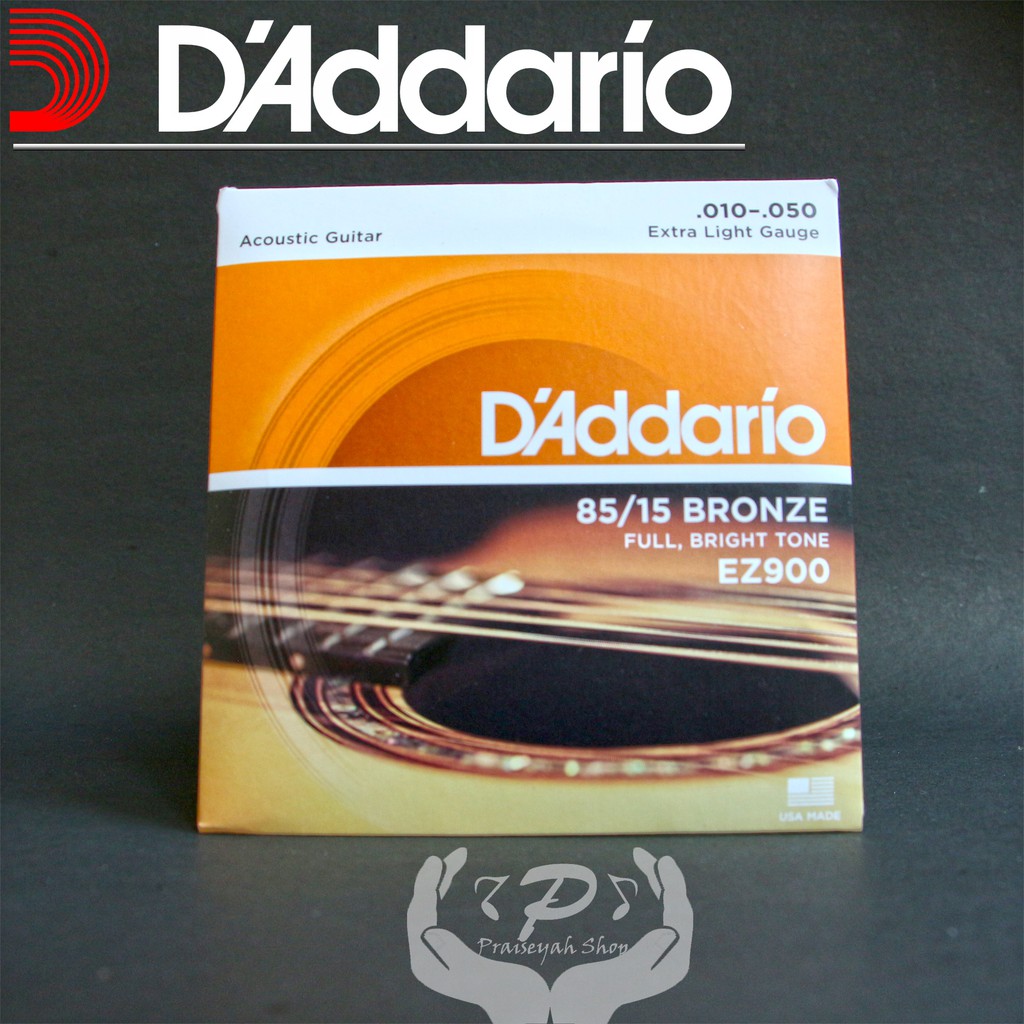 D'Addario
Acoustic Guitar
.010-.050
Extra Light Gauge
D'Addario
85/15 BRONZE
FULL, BRIGHT TONE
EZ900
USA MADE
P
Praiseyah Shop